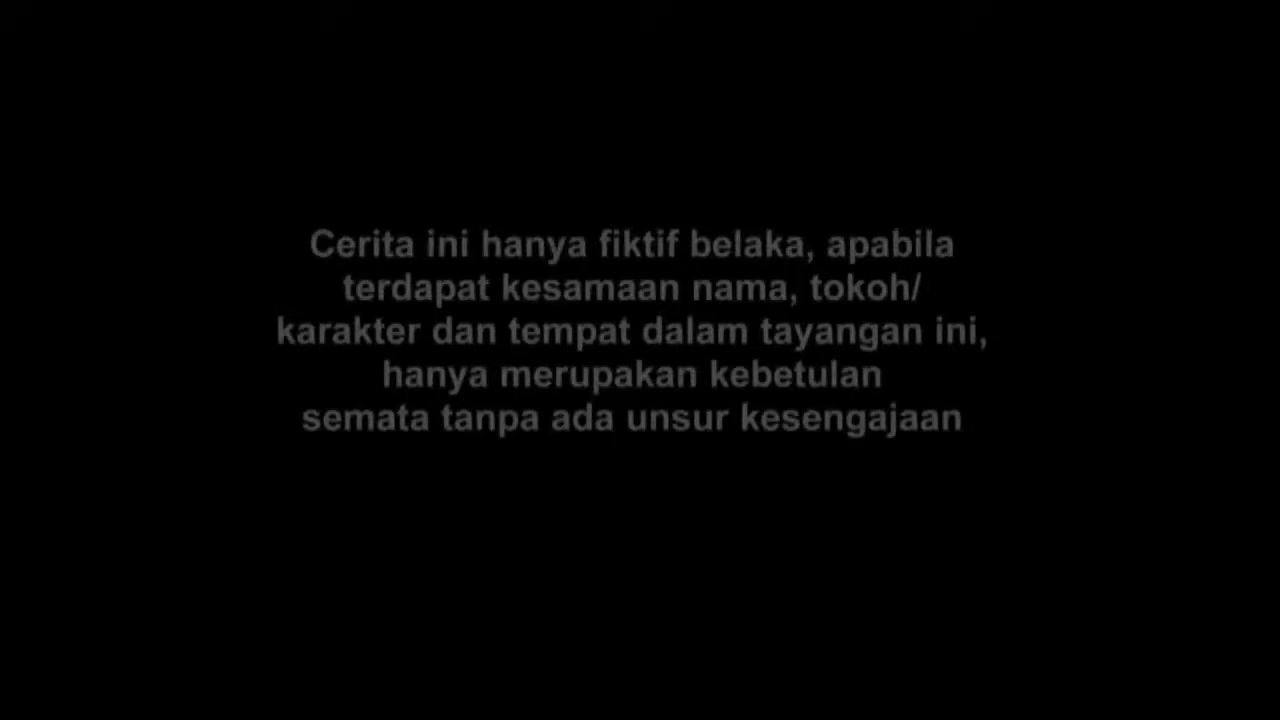 Cerita ini hanya fiktif belaka, apabila
terdapat kesamaan nama, tokoh/
karakter dan tempat dalam tayangan ini,
hanya merupakan kebetulan
semata tanpa ada unsur kesengajaan